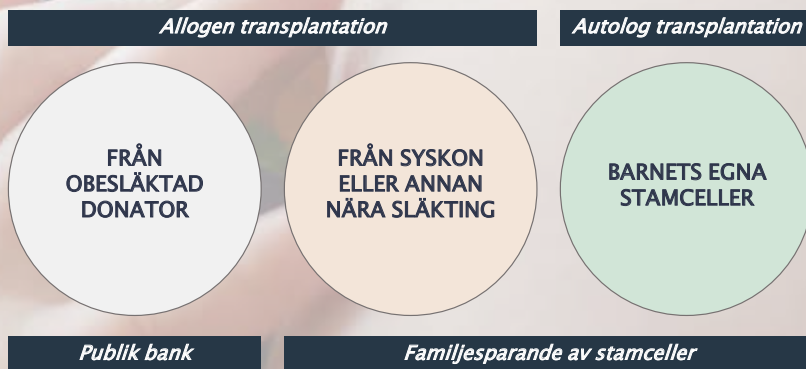 Allogen transplantation
Autolog transplantation
FRÅN
OBESLÄKTAD
DONATOR
FRÅN SYSKON
ELLER ANNAN
NÄRA SLÄKTING
BARNETS EGNA
STAMCELLER
Publik bank
Familjesparande av stamceller